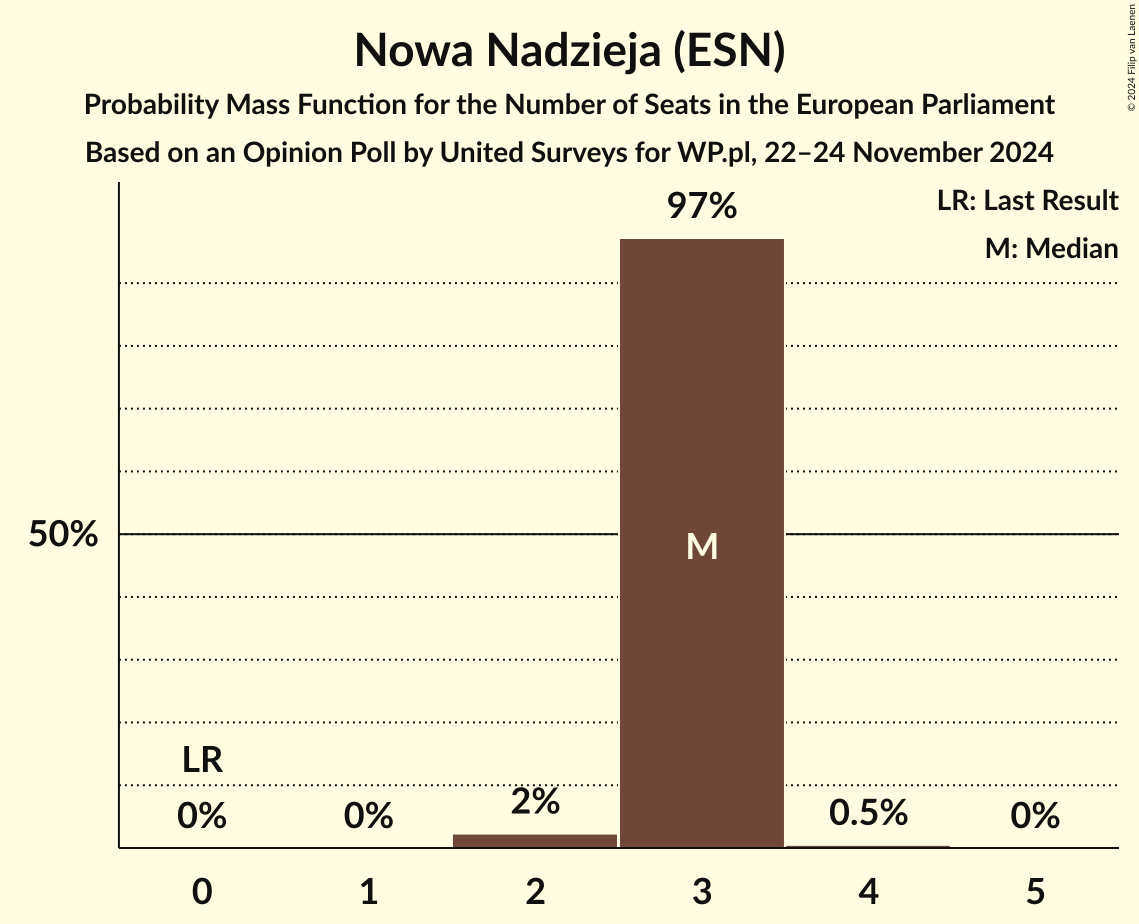 Nowa Nadzieja (ESN)
Probability Mass Function for the Number of Seats in the European Parliament
Based on an Opinion Poll by United Surveys for WP.pl, 22–24 November 2024
© 2024 Filip van Laenen
LR: Last Result
M: Median
97%
50%
M
LR
0%
0%
2%
0.5%
0%
0
1
2
3
4
5